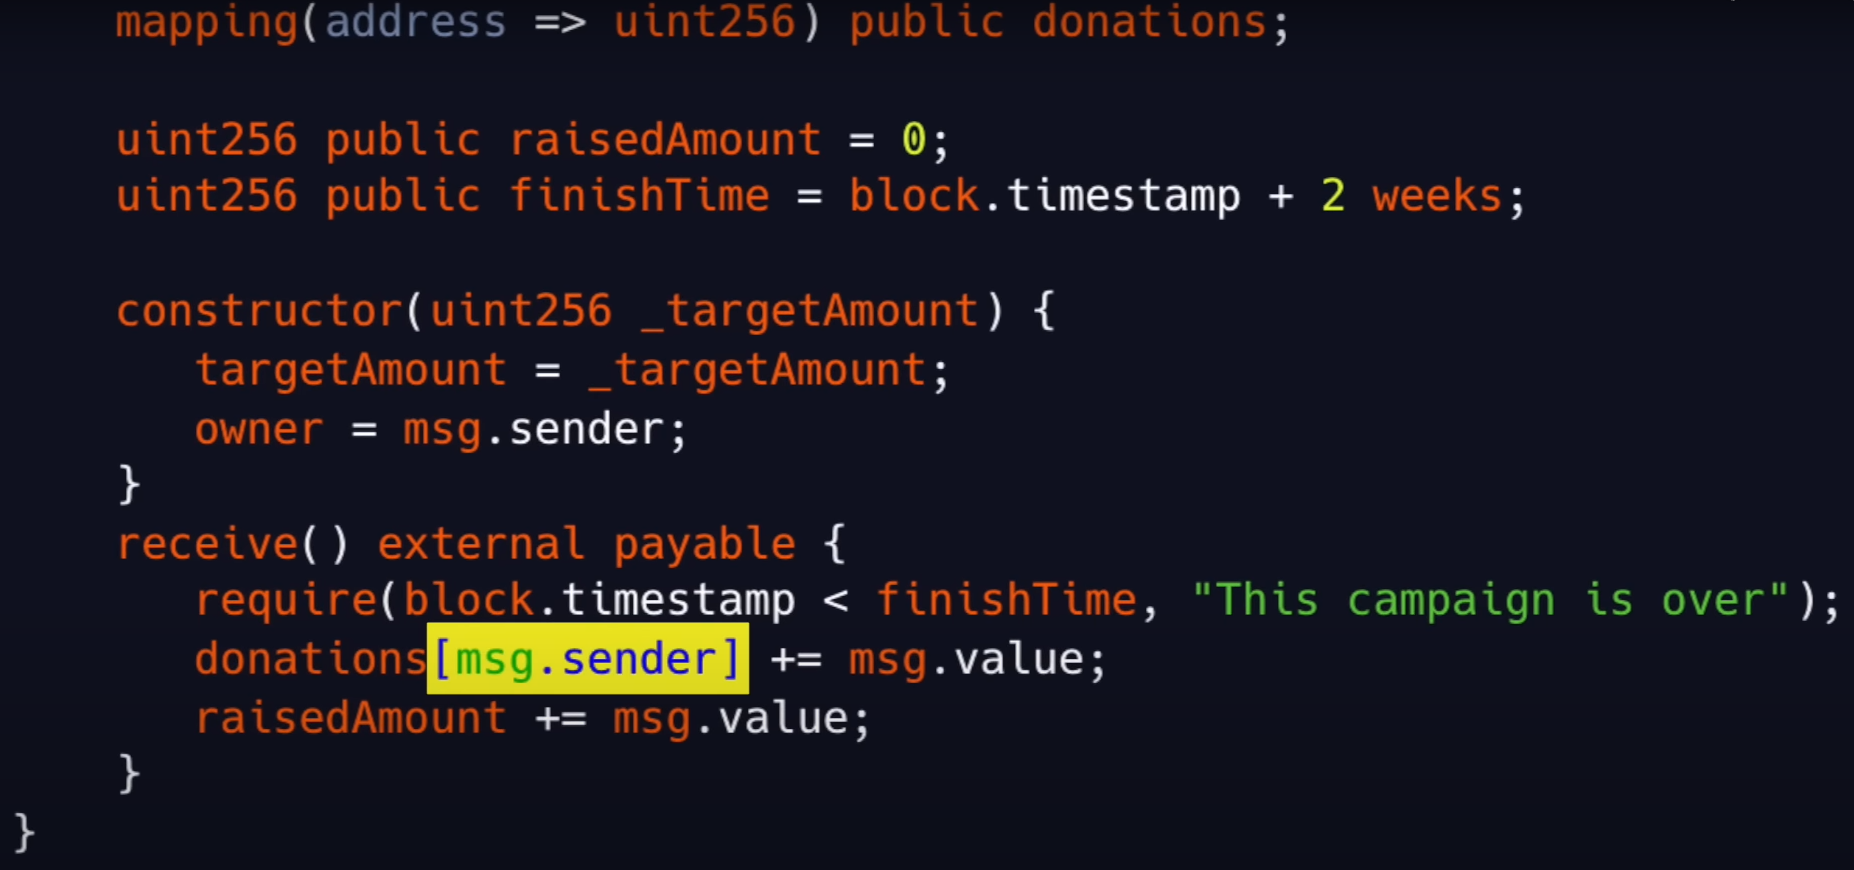 mapping(address => uint256) public donations;
uint256 public raisedAmount = 0;
uint256 public finishTime = block.timestamp + 2 weeks;
constructor(uint256 _targetAmount) {
targetAmount = _targetAmount;
owner = msg.sender;
}
receive() external payable {
require(block.timestamp < finishTime, "This campaign is over");
donations[msg.sender] += msg.value;
raisedAmount += msg.value;
}
}